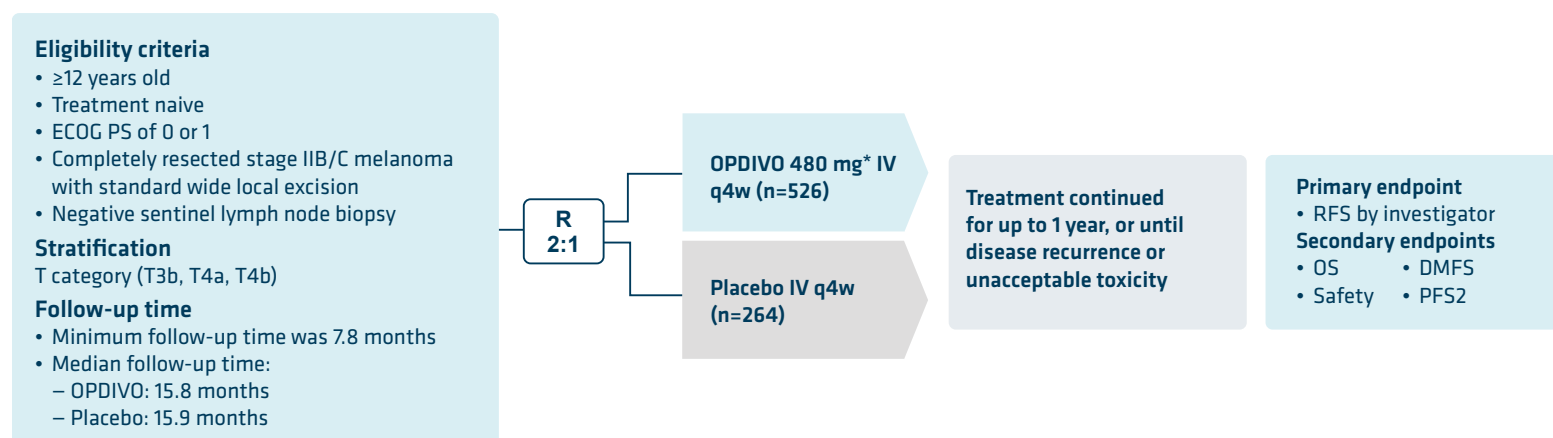 Eligibility criteria
• ≥12 years old
• Treatment naive
• ECOG PS of 0 or 1
• Completely resected stage IIB/C melanoma
with standard wide local excision
• Negative sentinel lymph node biopsy
Stratification
T category (T3b, T4a, T4b)
Follow-up time
• Minimum follow-up time was 7.8 months
• Median follow-up time:
– OPDIVO: 15.8 months
– Placebo: 15.9 months
R
2:1
OPDIVO 480 mg* IV
q4w (n=526)
Placebo IV q4w
(n=264)
Treatment continued
for up to 1 year, or until
disease recurrence or
unacceptable toxicity
Primary endpoint
• RFS by investigator
Secondary endpoints
• OS • DMFS
• Safety • PFS2